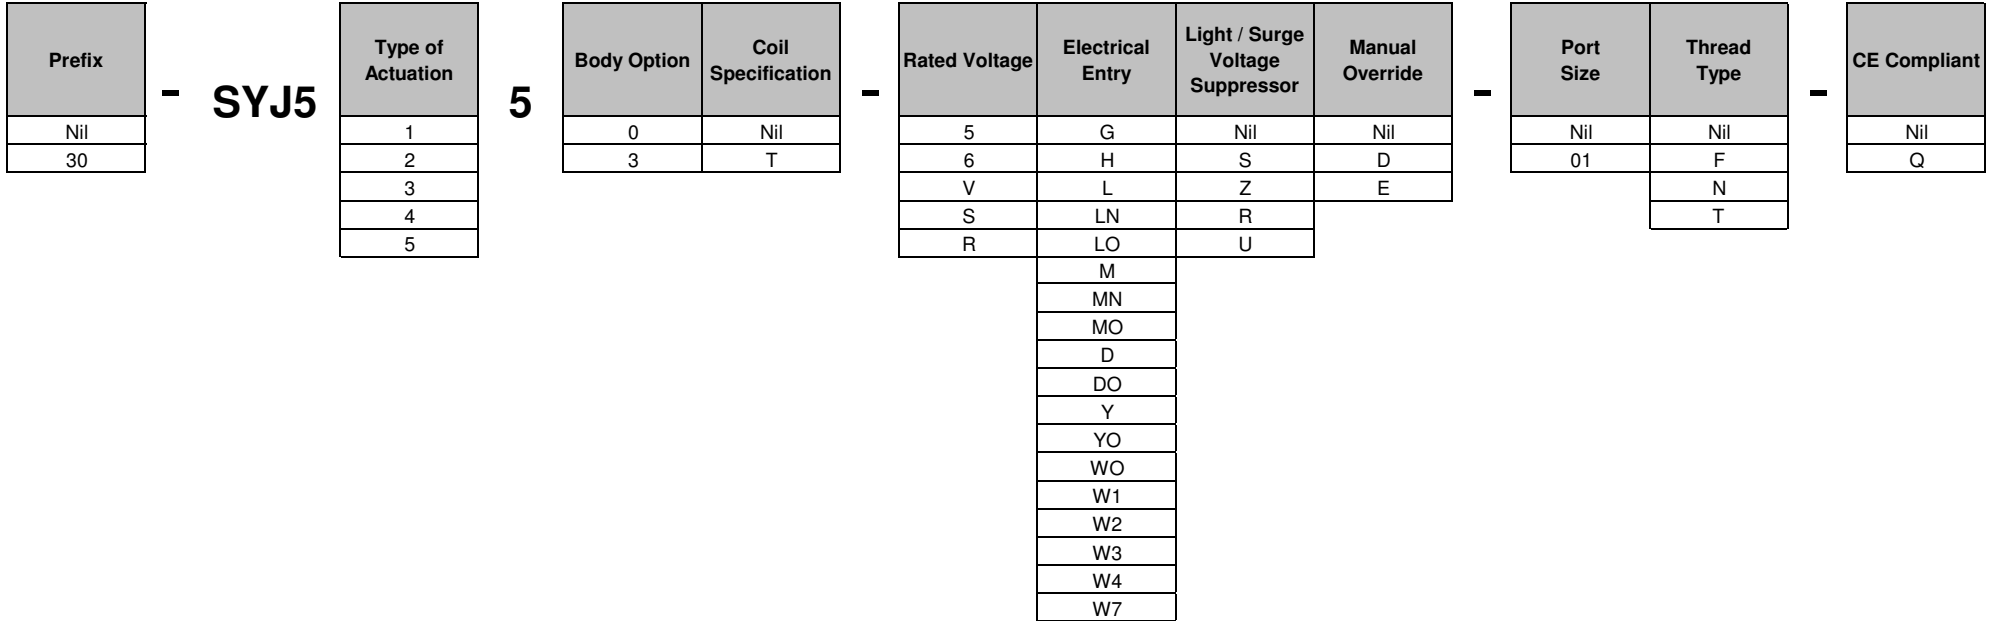 Prefix
Nil
30
-
SYJ5
Type of
Actuation
1
2
3
4
5
5
Body Option
0
3
Coil
Specification
Nil
T
-
Rated Voltage
5
6
V
S
R
Electrical
Entry
G
H
L
LN
LO
M
MN
MO
D
DO
Y
YO
WO
W1
W2
W3
W4
W7
Light / Surge
Voltage
Suppressor
Nil
S
Z
R
U
Manual
Override
Nil
D
E
-
Port
Size
Nil
01
Thread
Type
Nil
F
N
T
-
CE Compliant
Nil
Q